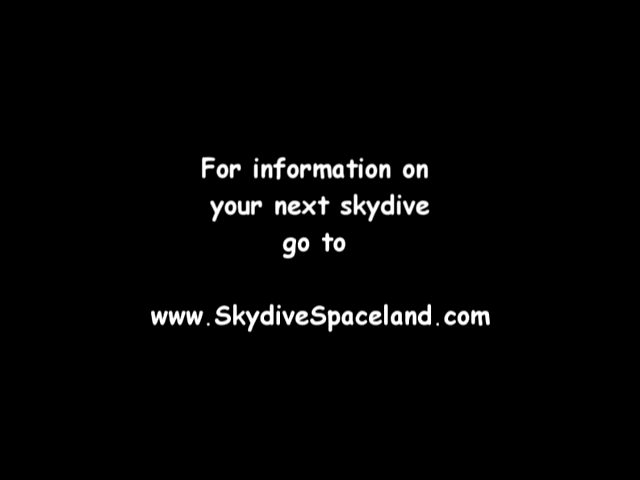 For information on
your next skydive
go to
www.SkydiveSpaceland.com